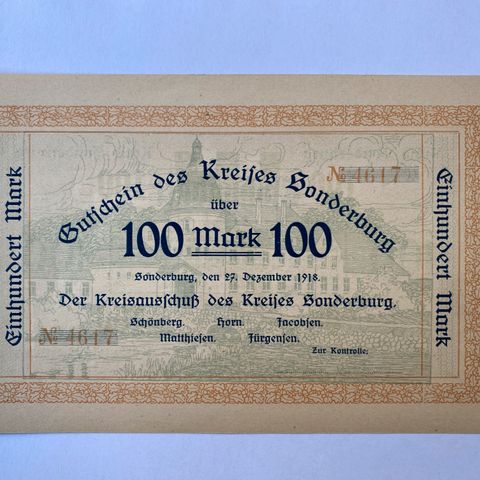 Gutschein des Kreises Sonderburg
№ 4617
über
100 Mark 100
Sonderburg, den 27. Dezember 1918.
Der Kreisausschuß des Kreises Sonderburg.
Schönberg. Horn. Jacobsen.
Matthiesen. Jürgensen.
Zur Kontrolle:
№ 4617
Einhundert Mark
Einhundert Mark